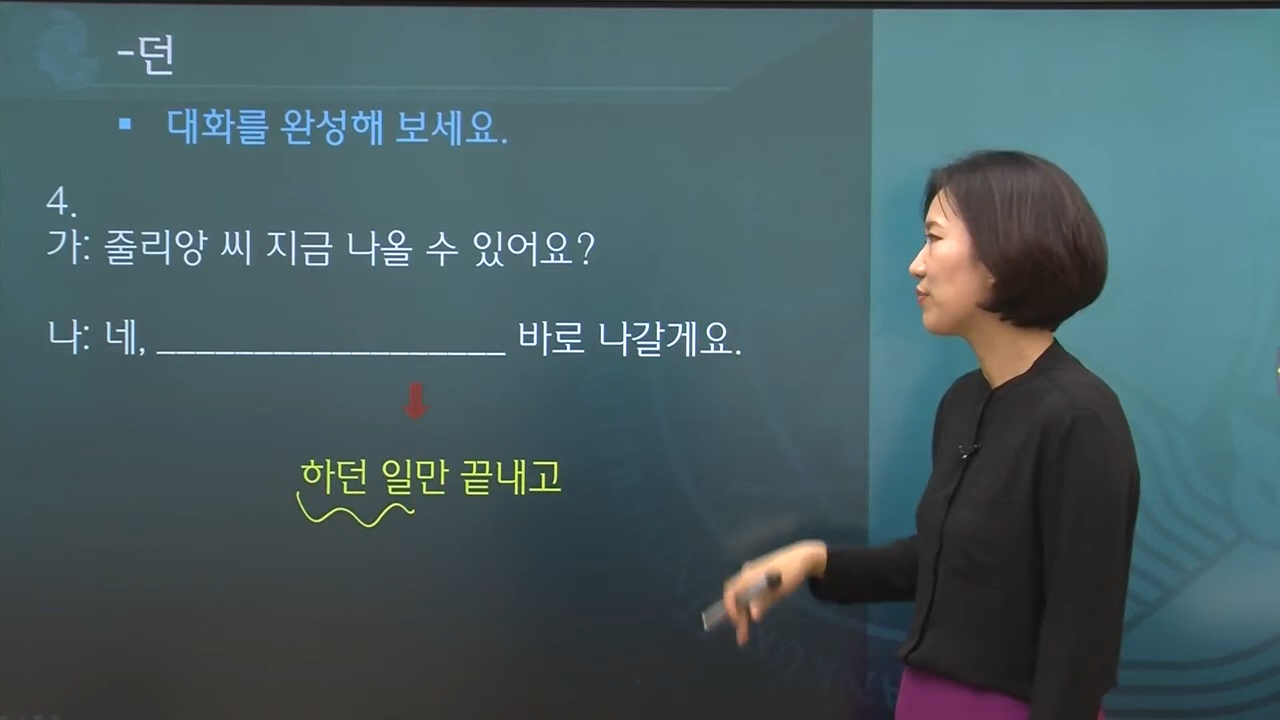 -던
▪ 대화를 완성해 보세요.
4.
가: 줄리앙 씨 지금 나올 수 있어요?
나: 네, __________________ 바로 나갈게요.
하던 일만 끝내고